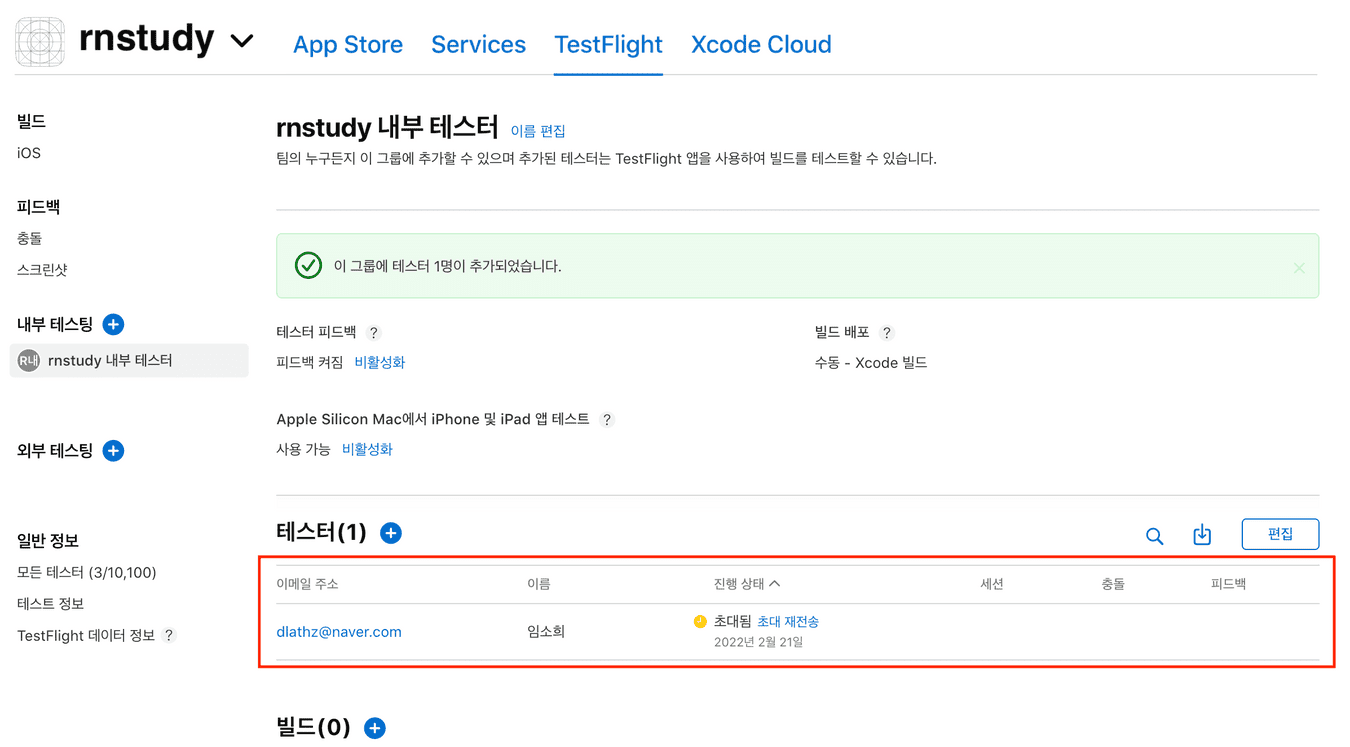 rnstudy
App Store Services TestFlight Xcode Cloud
빌드
iOS
피드백
충돌
스크린샷
내부 테스팅
R내 rnstudy 내부 테스터
외부 테스팅
일반 정보
모든 테스터 (3/10,100)
테스트 정보
TestFlight 데이터 정보 ?
rnstudy 내부 테스터 이름 편집
팀의 누구든지 이 그룹에 추가할 수 있으며 추가된 테스터는 TestFlight 앱을 사용하여 빌드를 테스트할 수 있습니다.
이 그룹에 테스터 1명이 추가되었습니다.
테스터 피드백 ?
피드백 켜짐 비활성화
빌드 배포 ?
수동 - Xcode 빌드
Apple Silicon Mac에서 iPhone 및 iPad 앱 테스트 ?
사용 가능 비활성화
테스터(1)
편집
이메일 주소 이름 진행 상태 세션 충돌 피드백
dlathz@naver.com 임소희 초대됨 초대 재전송
2022년 2월 21일
빌드(0)